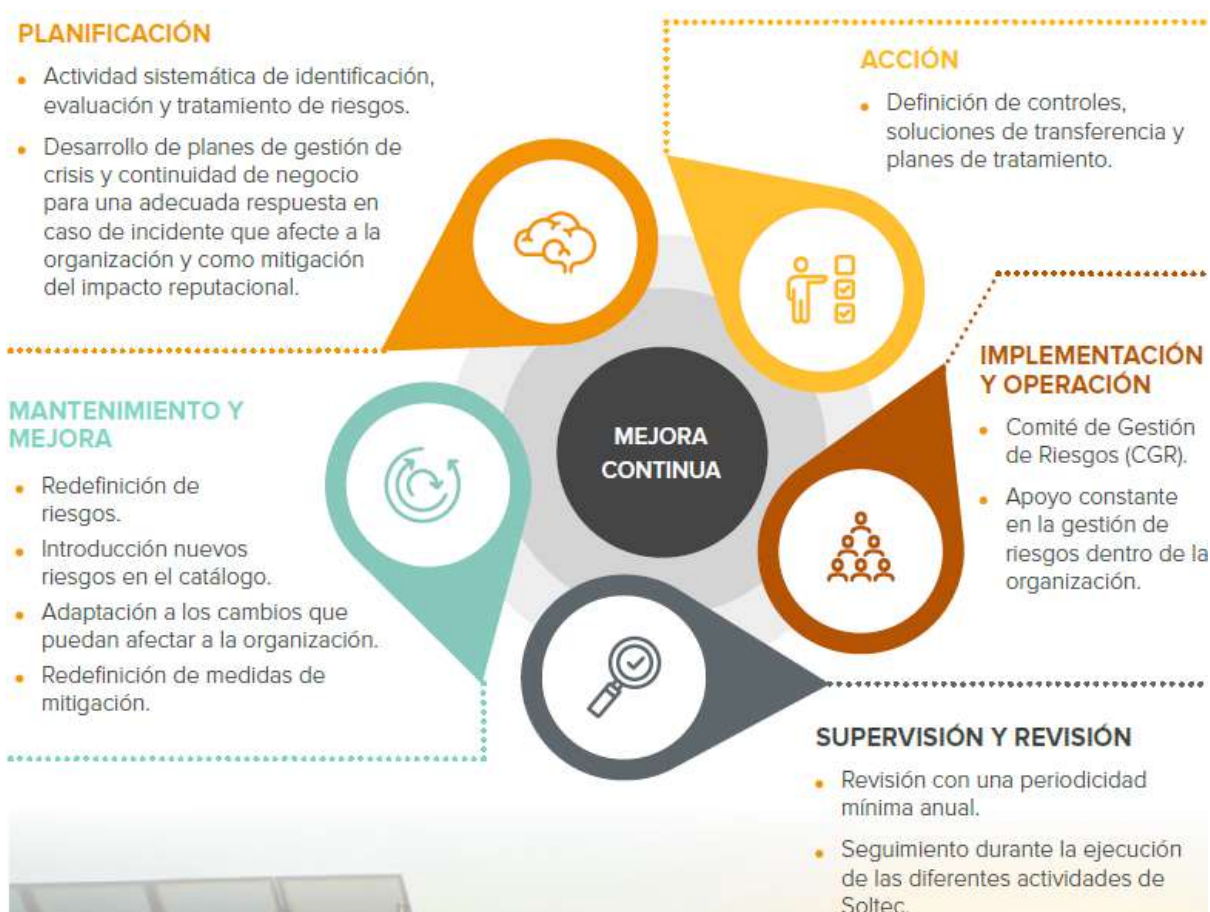 PLANIFICACIÓN
• Actividad sistemática de identificación,
evaluación y tratamiento de riesgos.
• Desarrollo de planes de gestión de
crisis y continuidad de negocio
para una adecuada respuesta en
caso de incidente que afecte a la
organización y como mitigación
del impacto reputacional.
ACCIÓN
• Definición de controles,
soluciones de transferencia y
planes de tratamiento.
IMPLEMENTACIÓN
Y OPERACIÓN
• Comité de Gestión
de Riesgos (CGR).
• Apoyo constante
en la gestión de
riesgos dentro de la
organización.
SUPERVISIÓN Y REVISIÓN
• Revisión con una periodicidad
mínima anual.
• Seguimiento durante la ejecución
de las diferentes actividades de
Soltec.
MANTENIMIENTO Y
MEJORA
• Redefinición de
riesgos.
• Introducción nuevos
riesgos en el catálogo.
• Adaptación a los cambios que
puedan afectar a la organización.
• Redefinición de medidas de
mitigación.
MEJORA
CONTINUA